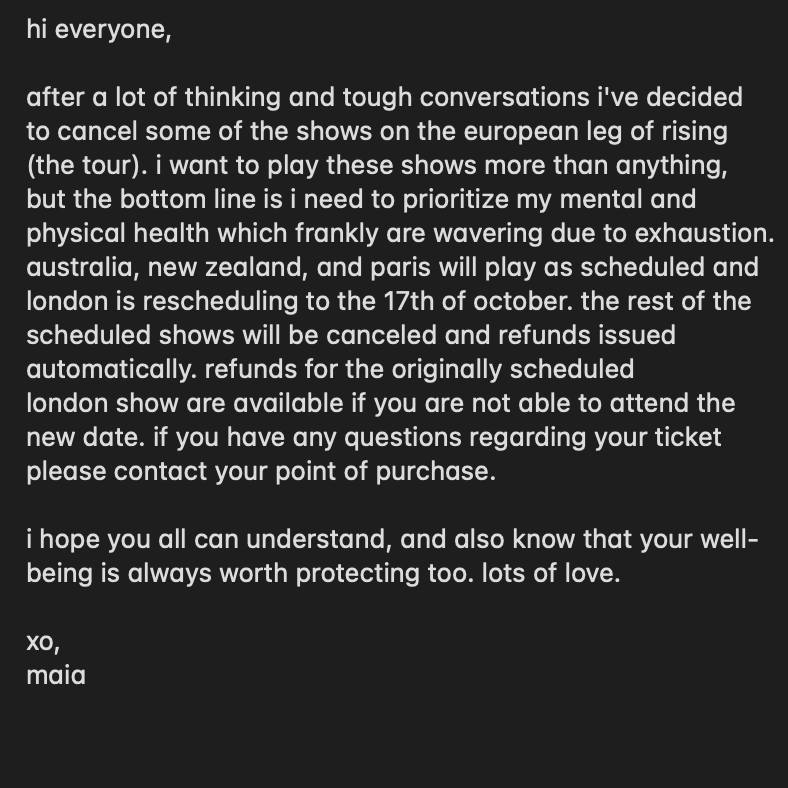 hi everyone,
after a lot of thinking and tough conversations i've decided
to cancel some of the shows on the european leg of rising
(the tour). i want to play these shows more than anything,
but the bottom line is i need to prioritize my mental and
physical health which frankly are wavering due to exhaustion.
australia, new zealand, and paris will play as scheduled and
london is rescheduling to the 17th of october. the rest of the
scheduled shows will be canceled and refunds issued
automatically. refunds for the originally scheduled
london show are available if you are not able to attend the
new date. if you have any questions regarding your ticket
please contact your point of purchase.
i hope you all can understand, and also know that your well-
being is always worth protecting too. lots of love.
xo,
maia